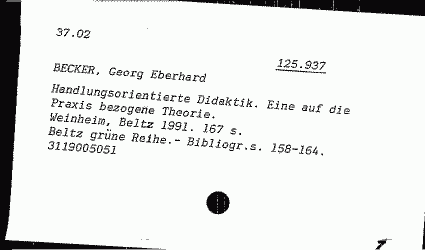 37.02
125.937
BECKER, Georg Eberhard
Handlungsorientierte Didaktik. Eine auf die
Praxis bezogene Theorie.
Weinheim, Beltz 1991. 167 s.
Beltz grüne Reihe.- Bibliogr.s. 158-164.
3119005051